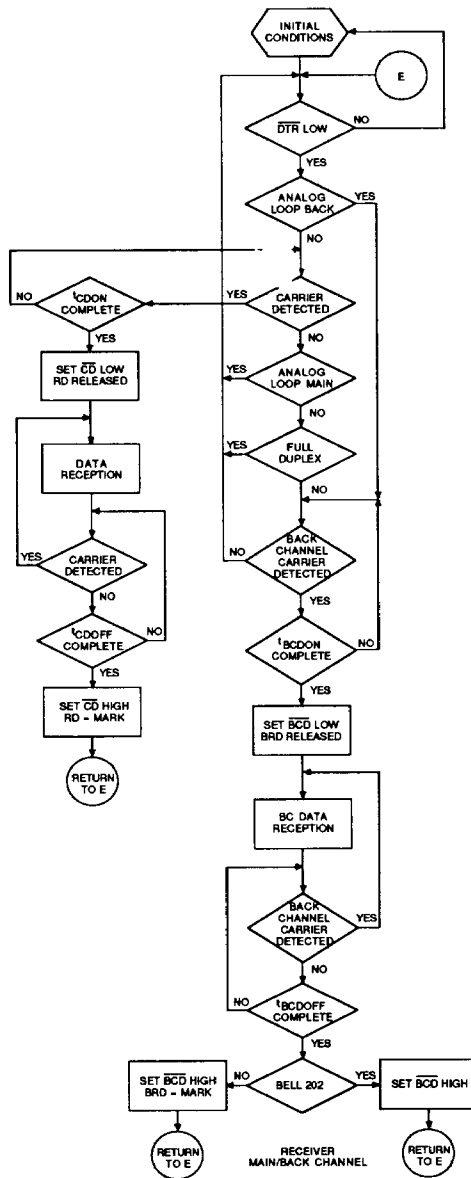 INITIAL
CONDITIONS
E
DTR LOW
NO
YES
ANALOG
LOOP BACK
YES
NO
tCDON
COMPLETE
NO
YES
CARRIER
DETECTED
YES
NO
SET CD LOW
RD RELEASED
ANALOG
LOOP MAIN
YES
NO
DATA
RECEPTION
FULL
DUPLEX
YES
NO
CARRIER
DETECTED
YES
NO
BACK
CHANNEL
CARRIER
DETECTED
NO
YES
tCDOFF
COMPLETE
NO
YES
tBCDON
COMPLETE
NO
YES
SET CD HIGH
RD = MARK
SET BCD LOW
BRD RELEASED
RETURN
TO E
BC DATA
RECEPTION
BACK
CHANNEL
CARRIER
DETECTED
YES
NO
tBCDOFF
COMPLETE
NO
YES
SET BCD HIGH
BRD = MARK
NO
BELL 202
YES
SET BCD HIGH
RETURN
TO E
RECEIVER
MAIN/BACK CHANNEL
RETURN
TO E